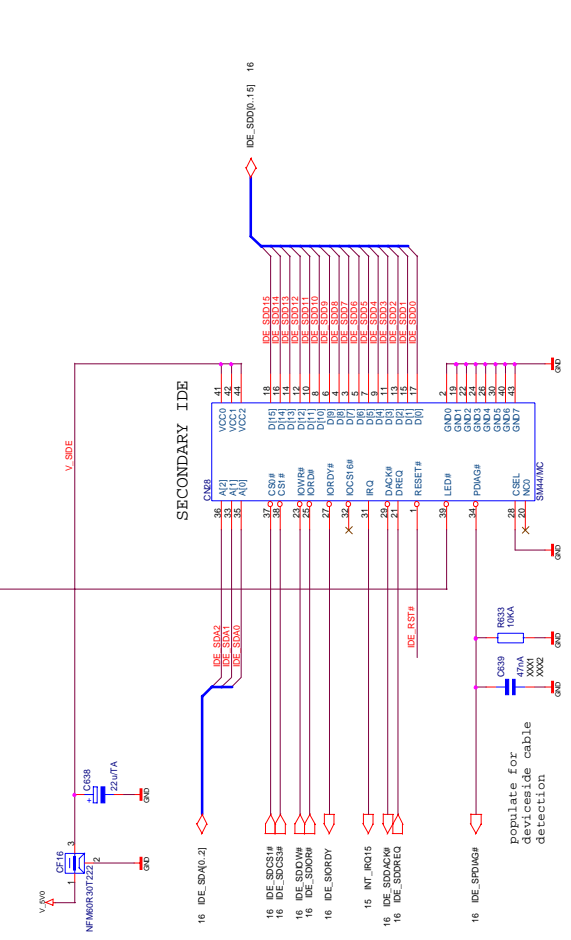 IDE_SDD[0..15] 16
SECONDARY IDE
V_SIDE
CN28
IDE_SDD15
IDE_SDD14
IDE_SDD13
IDE_SDD12
IDE_SDD11
IDE_SDD10
IDE_SDD9
IDE_SDD8
IDE_SDD7
IDE_SDD6
IDE_SDD5
IDE_SDD4
IDE_SDD3
IDE_SDD2
IDE_SDD1
IDE_SDD0
41 VCC0
42 VCC1
44 VCC2
18 D[15]
16 D[14]
14 D[13]
12 D[12]
10 D[11]
8 D[10]
6 D[9]
4 D[8]
3 D[7]
5 D[6]
7 D[5]
9 D[4]
11 D[3]
13 D[2]
15 D[1]
17 D[0]
2 GND0
19 GND1
22 GND2
24 GND3
26 GND4
30 GND5
40 GND6
43 GND7
GND
36 A[2]
33 A[1]
35 A[0]
37 CS0#
38 CS1#
23 IOWR#
25 IORD#
27 IORDY#
32 IOCS16#
31 IRQ
29 DACK#
21 DREQ
1 RESET#
39 LED#
34 PDIAG#
28 CSEL
20 NC0
SM44/MC
GND
IDE_SDA2
IDE_SDA1
IDE_SDA0
IDE_RST#
R633
10KA
GND
C639
47nA
XXX1
XXX2
GND
populate for
deviceside cable
detection
V_5V0
1
CF16
3
2
NFM60R30T222
GND
C638
+
22u/TA
GND
16 IDE_SDA[0..2]
16 IDE_SDCS1#
16 IDE_SDCS3#
16 IDE_SDIOW#
16 IDE_SDIOR#
16 IDE_SIORDY
15 INT_IRQ15
16 IDE_SDDACK#
16 IDE_SDDREQ
16 IDE_SPDIAG#